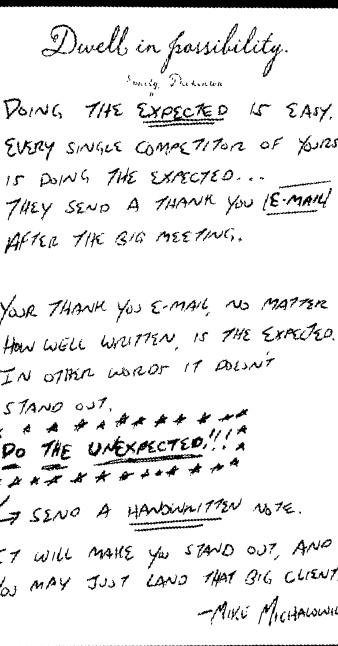 Dwell in possibility.
Emily Dickinson
DOING THE EXPECTED IS EASY.
EVERY SINGLE COMPETITOR OF YOURS
IS DOING THE EXPECTED...
THEY SEND A THANK YOU E-MAIL
AFTER THE BIG MEETING.
YOUR THANK YOU E-MAIL, NO MATTER
HOW WELL WRITTEN, IS THE EXPECTED.
IN OTHER WORDS IT DOESN'T
STAND OUT.
DO THE UNEXPECTED!!!
→ SEND A HANDWRITTEN NOTE.
IT WILL MAKE YOU STAND OUT, AND
YOU MAY JUST LAND THAT BIG CLIENT.
-MIKE MICHALOWIC